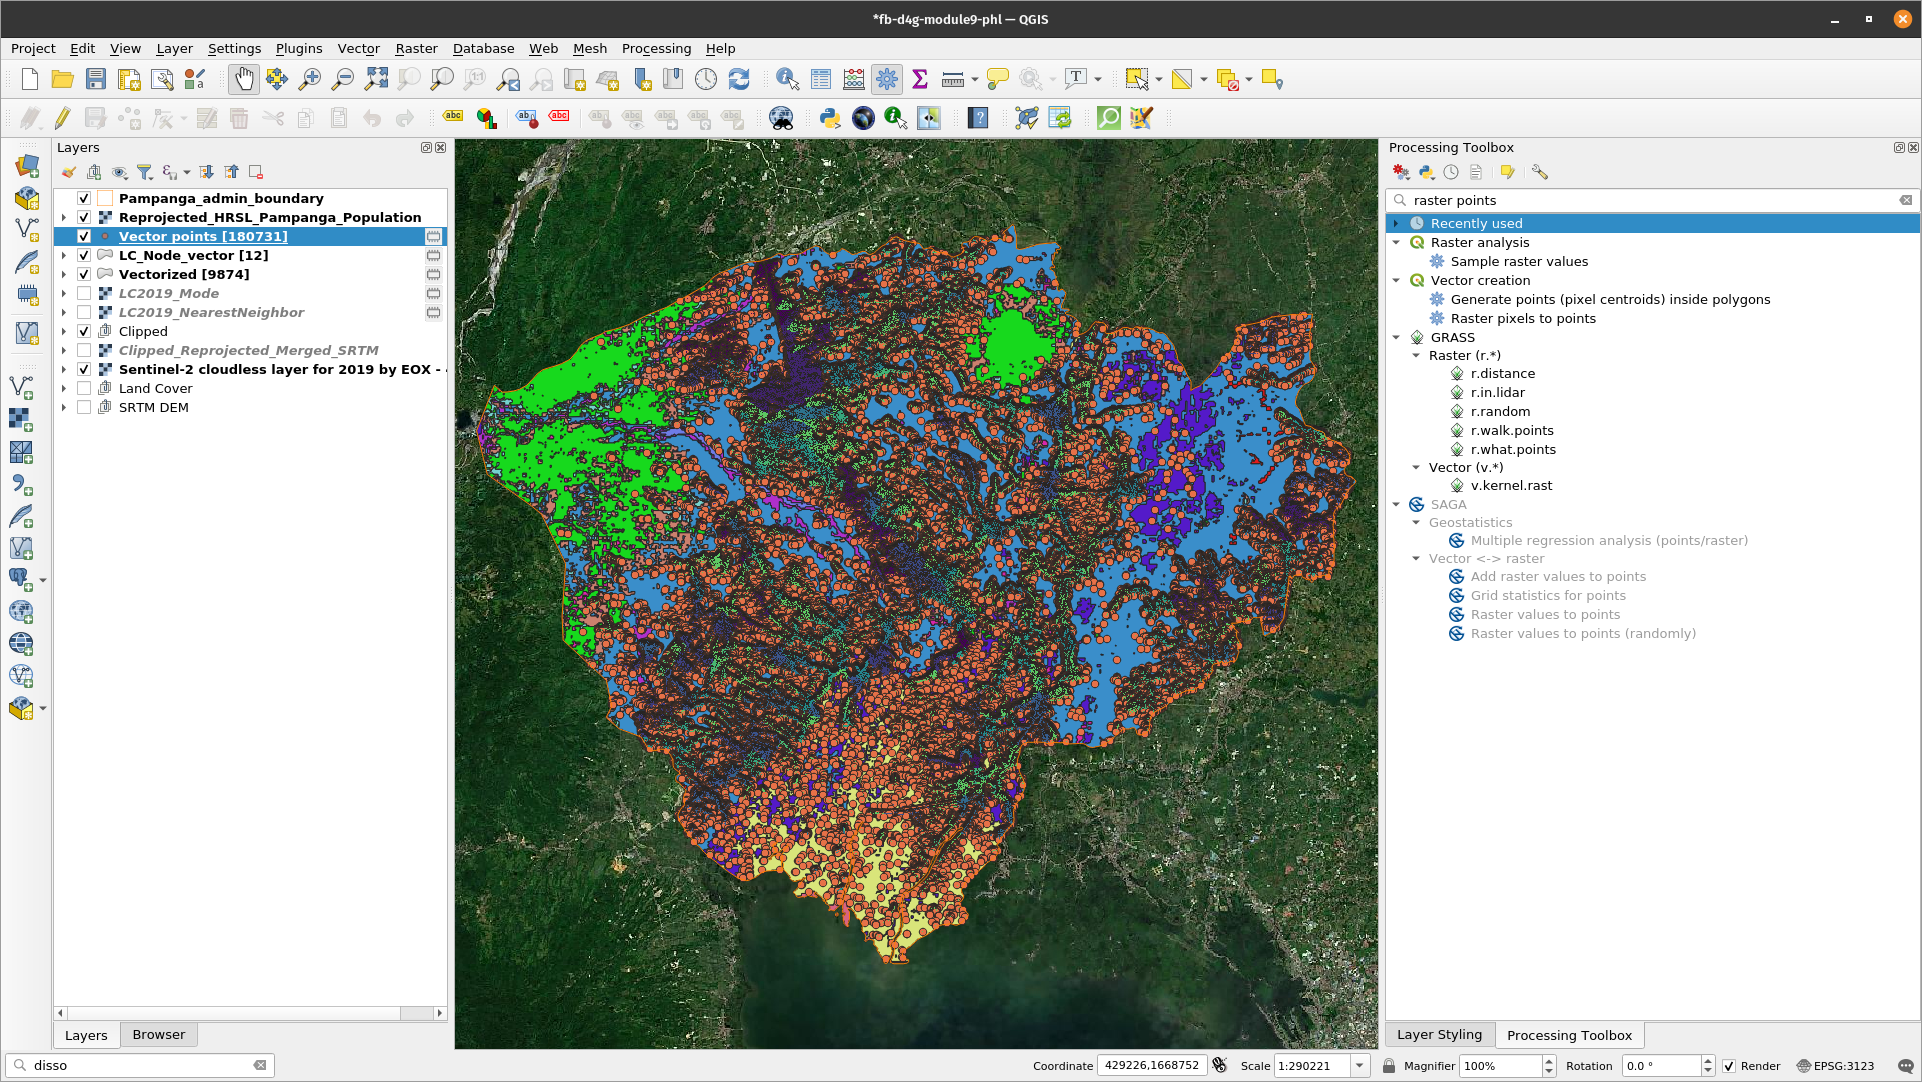 *fb-d4g-module9-phl — QGIS
Project Edit View Layer Settings Plugins Vector Raster Database Web Mesh Processing Help
Layers
Pampanga_admin_boundary
Reprojected_HRSL_Pampanga_Population
Vector points [180731]
LC_Node_vector [12]
Vectorized [9874]
LC2019_Mode
LC2019_NearestNeighbor
Clipped
Clipped_Reprojected_Merged_SRTM
Sentinel-2 cloudless layer for 2019 by EOX -
Land Cover
SRTM DEM
Layers Browser
Processing Toolbox
raster points
Recently used
Raster analysis
Sample raster values
Vector creation
Generate points (pixel centroids) inside polygons
Raster pixels to points
GRASS
Raster (r.*)
r.distance
r.in.lidar
r.random
r.walk.points
r.what.points
Vector (v.*)
v.kernel.rast
SAGA
Geostatistics
Multiple regression analysis (points/raster)
Vector <-> raster
Add raster values to points
Grid statistics for points
Raster values to points
Raster values to points (randomly)
Layer Styling Processing Toolbox
disso
Coordinate 429226,1668752 Scale 1:290221 Magnifier 100% Rotation 0.0 ° Render EPSG:3123